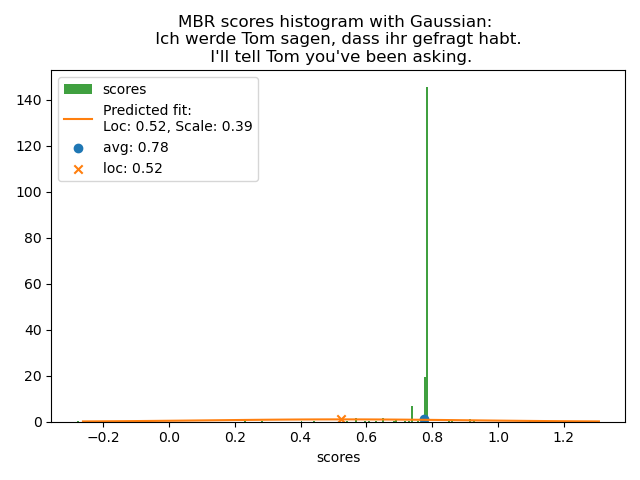 MBR scores histogram with Gaussian:
Ich werde Tom sagen, dass ihr gefragt habt.
I'll tell Tom you've been asking.
scores
Predicted fit:
Loc: 0.52, Scale: 0.39
avg: 0.78
loc: 0.52
140
120
100
80
60
40
20
0
−0.2 0.0 0.2 0.4 0.6 0.8 1.0 1.2
scores